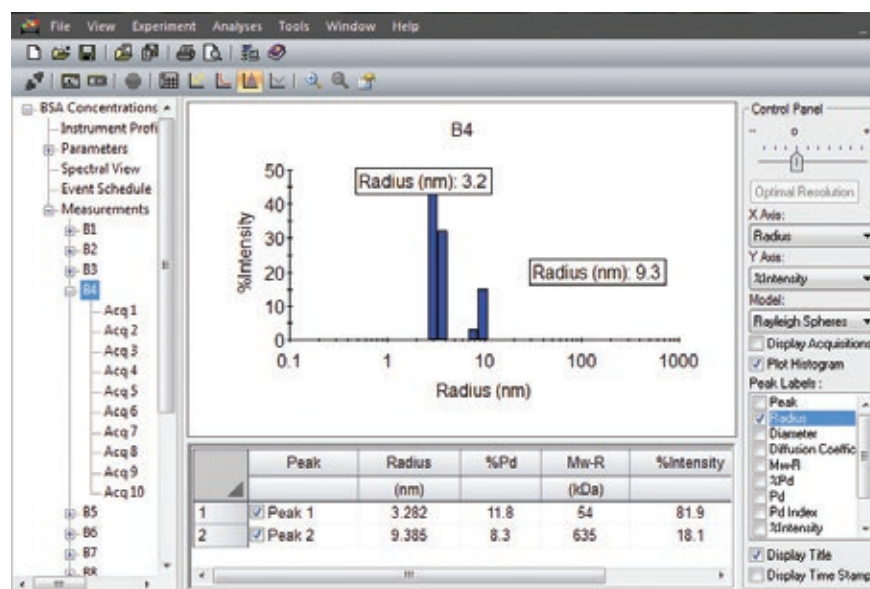 File View Experiment Analyses Tools Window Help
BSA Concentrations
Instrument Profi
Parameters
Spectral View
Event Schedule
Measurements
B1
B2
B3
B4
Acq 1
Acq 2
Acq 3
Acq 4
Acq 5
Acq 6
Acq 7
Acq 8
Acq 9
Acq 10
B5
B6
B7
B8
B4
Radius (nm): 3.2
Radius (nm): 9.3
%Intensity
50
40
30
20
10
0
0.1 1 10 100 1000
Radius (nm)
Peak Radius %Pd Mw-R %Intensity
(nm) (kDa)
1 Peak 1 3.282 11.8 54 81.9
2 Peak 2 9.385 8.3 635 18.1
Control Panel
- 0 +
Optimal Resolution
X Axis:
Radius
Y Axis:
%Intensity
Model:
Rayleigh Spheres
Display Acquisitions
Plot Histogram
Peak Labels :
Peak
Radius
Diameter
Diffusion Coeffic
Mw-R
%Pd
Pd
Pd Index
%Intensity
Display Title
Display Time Stamp